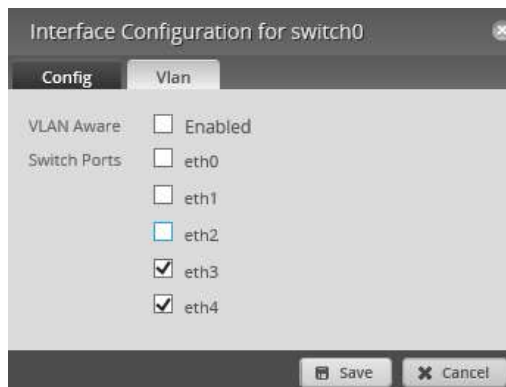 Interface Configuration for switch0
Config Vlan
VLAN Aware Enabled
Switch Ports eth0
eth1
eth2
eth3
eth4
Save Cancel